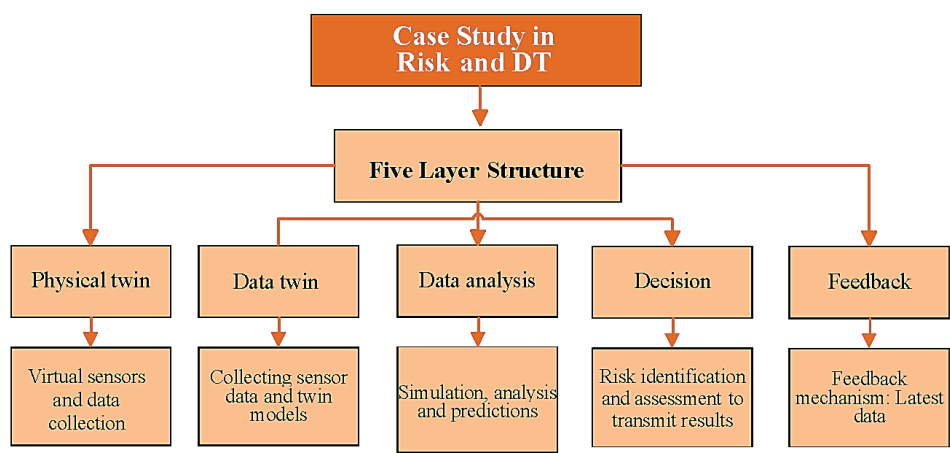 Case Study in
Risk and DT
Five Layer Structure
Physical twin
Data twin
Data analysis
Decision
Feedback
Virtual sensors
and data
collection
Collecting sensor
data and twin
models
Simulation, analysis
and predictions
Risk identification
and assessment to
transmit results
Feedback
mechanism: Latest
data